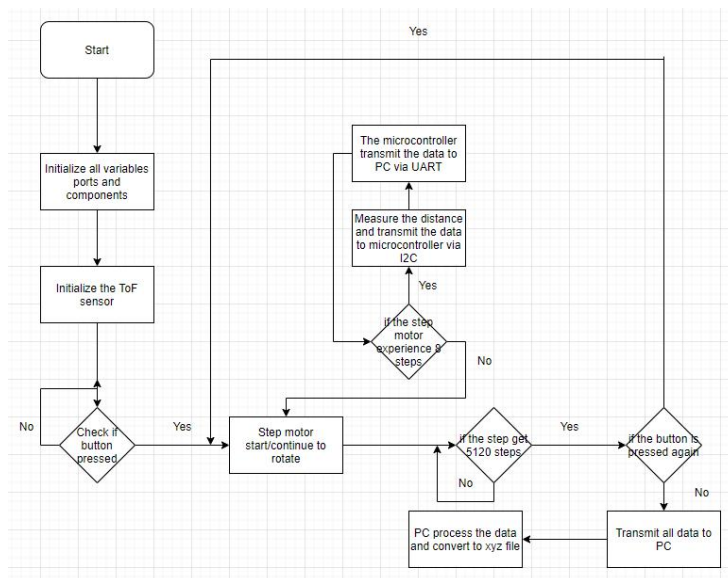 Yes
Start
The microcontroller
transmit the data to
PC via UART
Initialize all variables
ports and
components
Measure the distance
and transmit the data
to microcontroller via
I2C
Initialize the ToF
sensor
Yes
if the step
motor
experience 8
steps
No
No
Check if
button
pressed
Yes
Step motor
start/continue to
rotate
if the step get
5120 steps
Yes
if the button is
pressed again
No
No
PC process the data
and convert to xyz file
Transmit all data to
PC